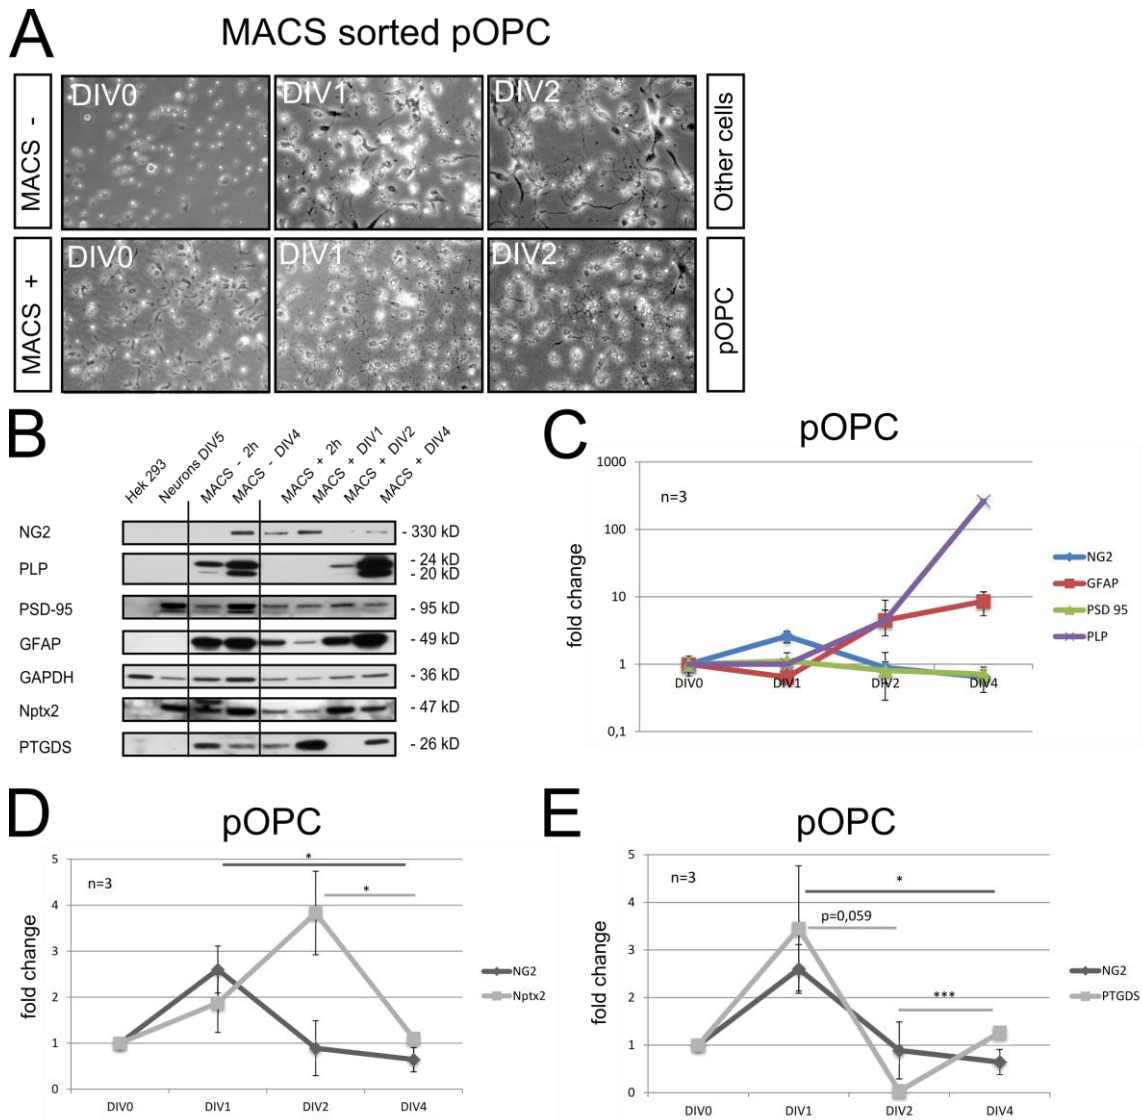 A
MACS sorted pOPC
MACS -
DIV0
DIV1
DIV2
Other cells
MACS +
DIV0
DIV1
DIV2
pOPC
B
Hek 293
Neurons DIV5
MACS - 2h
MACS - DIV4
MACS + 2h
MACS + DIV1
MACS + DIV2
MACS + DIV4
NG2
- 330 kD
PLP
- 24 kD
- 20 kD
PSD-95
- 95 kD
GFAP
- 49 kD
GAPDH
- 36 kD
Nptx2
- 47 kD
PTGDS
- 26 kD
C
pOPC
fold change
1000
100
10
1
0,1
n=3
DIV0
DIV1
DIV2
DIV4
NG2
GFAP
PSD 95
PLP
D
pOPC
fold change
5
4
3
2
1
0
n=3
*
*
DIV0
DIV1
DIV2
DIV4
NG2
Nptx2
E
pOPC
fold change
5
4
3
2
1
0
n=3
*
p=0,059
***
DIV0
DIV1
DIV2
DIV4
NG2
PTGDS